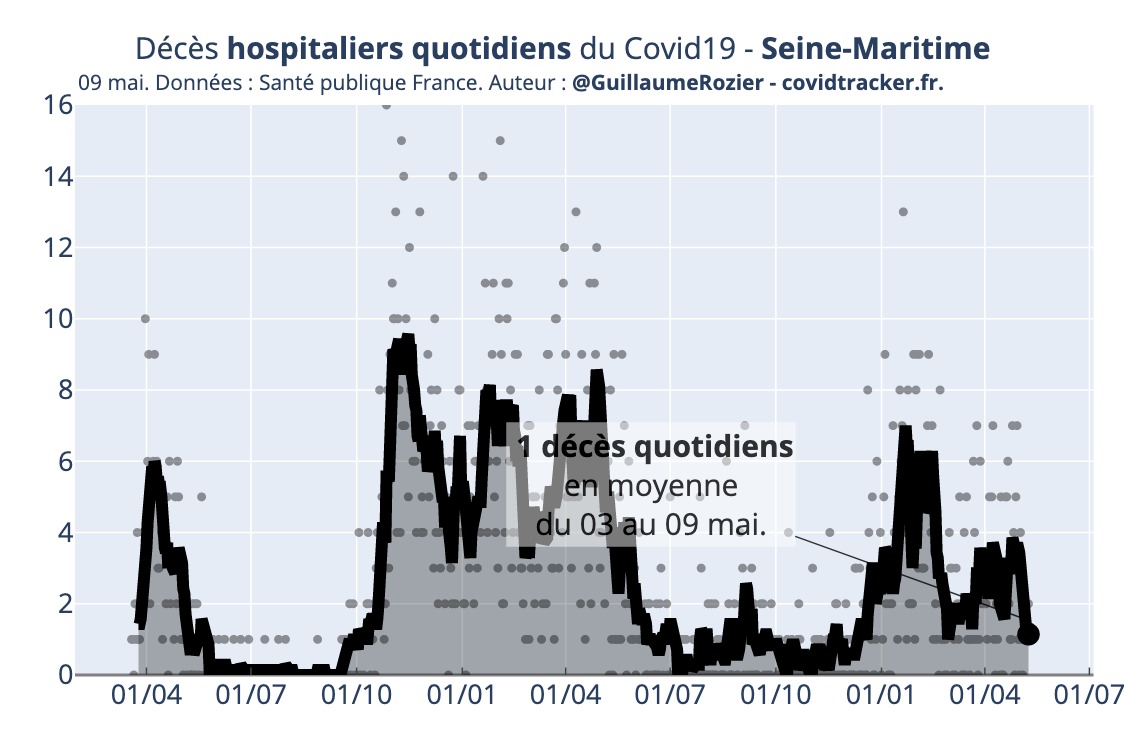 Décès hospitaliers quotidiens du Covid19 - Seine-Maritime
09 mai. Données : Santé publique France. Auteur : @GuillaumeRozier - covidtracker.fr.
16
14
12
10
8
6
4
2
0
1 décès quotidiens
en moyenne
du 03 au 09 mai.
01/04 01/07 01/10 01/01 01/04 01/07 01/10 01/01 01/04 01/07